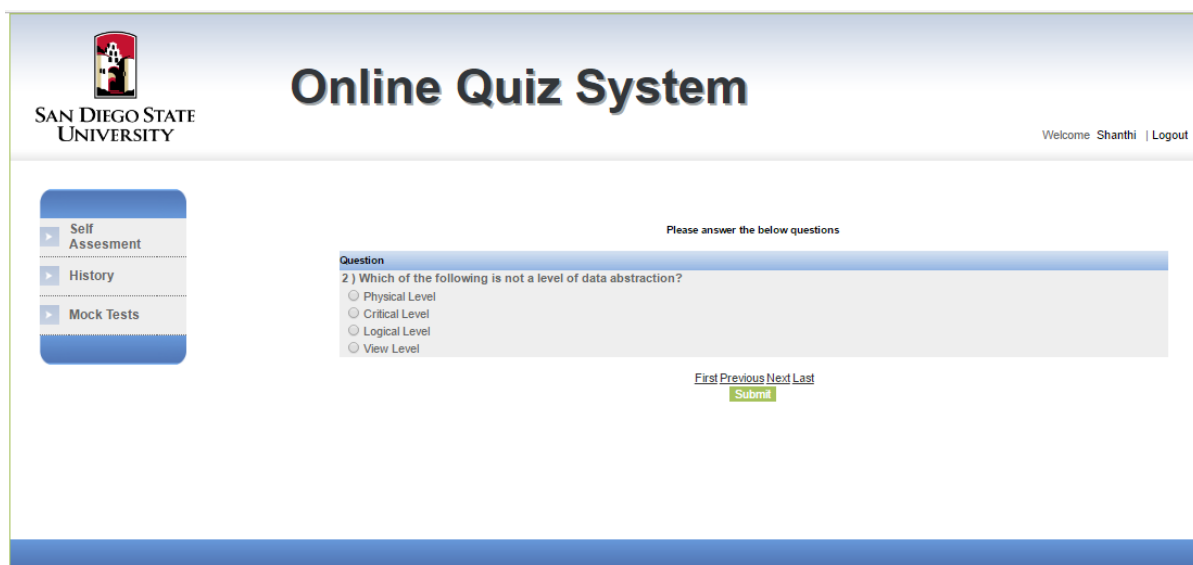 SAN DIEGO STATE
UNIVERSITY
Online Quiz System
Welcome Shanthi | Logout
Self
Assesment
History
Mock Tests
Please answer the below questions
Question
2 ) Which of the following is not a level of data abstraction?
Physical Level
Critical Level
Logical Level
View Level
First Previous Next Last
Submit